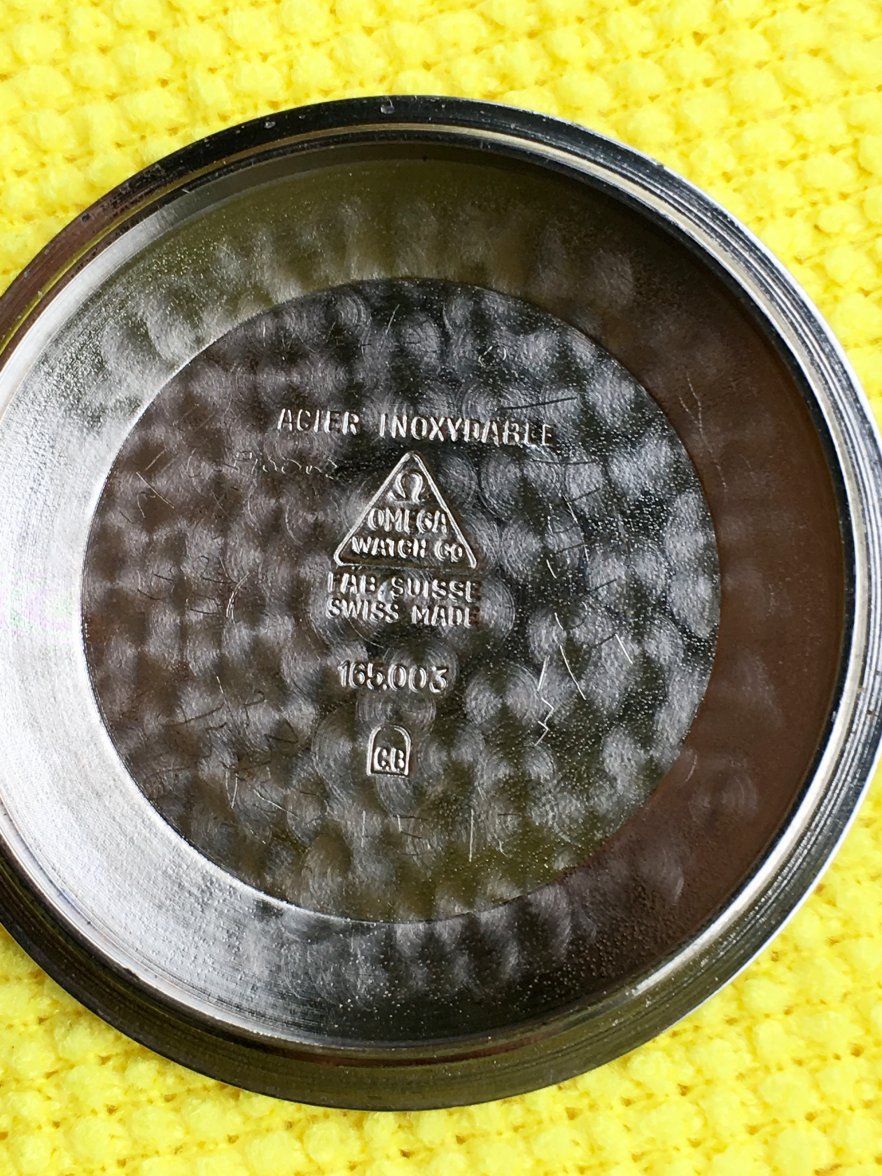 ACIER INOXYDABLE
Ω
OMEGA
WATCH CO
FAB. SUISSE
SWISS MADE
165.003
CB